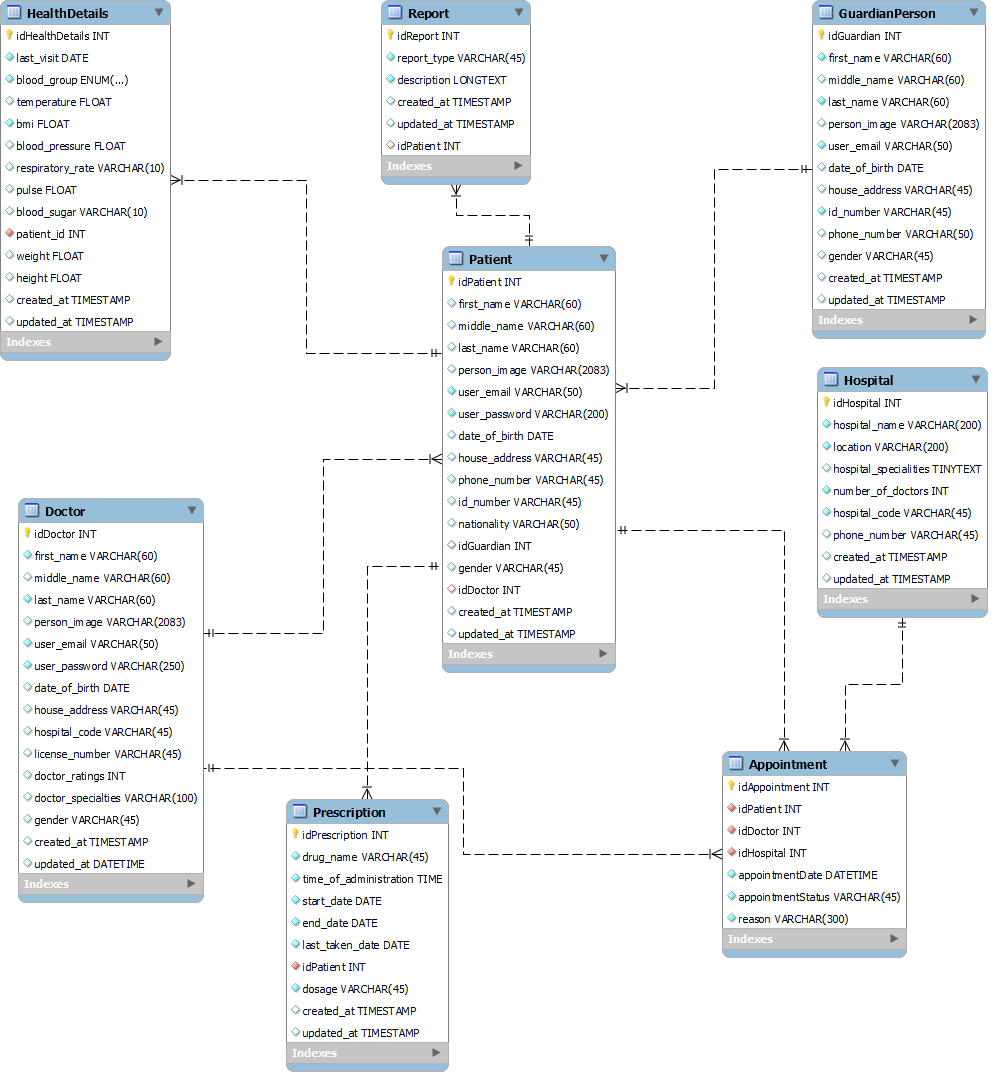 HealthDetails
idHealthDetails INT
last_visit DATE
blood_group ENUM(...)
temperature FLOAT
bmi FLOAT
blood_pressure FLOAT
respiratory_rate VARCHAR(10)
pulse FLOAT
blood_sugar VARCHAR(10)
patient_id INT
weight FLOAT
height FLOAT
created_at TIMESTAMP
updated_at TIMESTAMP
Indexes
Report
idReport INT
report_type VARCHAR(45)
description LONGTEXT
created_at TIMESTAMP
updated_at TIMESTAMP
idPatient INT
Indexes
GuardianPerson
idGuardian INT
first_name VARCHAR(60)
middle_name VARCHAR(60)
last_name VARCHAR(60)
person_image VARCHAR(2083)
user_email VARCHAR(50)
date_of_birth DATE
house_address VARCHAR(45)
id_number VARCHAR(45)
phone_number VARCHAR(50)
gender VARCHAR(45)
created_at TIMESTAMP
updated_at TIMESTAMP
Indexes
Patient
idPatient INT
first_name VARCHAR(60)
middle_name VARCHAR(60)
last_name VARCHAR(60)
person_image VARCHAR(2083)
user_email VARCHAR(50)
user_password VARCHAR(200)
date_of_birth DATE
house_address VARCHAR(45)
phone_number VARCHAR(45)
id_number VARCHAR(45)
nationality VARCHAR(50)
idGuardian INT
gender VARCHAR(45)
idDoctor INT
created_at TIMESTAMP
updated_at TIMESTAMP
Indexes
Hospital
idHospital INT
hospital_name VARCHAR(200)
location VARCHAR(200)
hospital_specialities TINYTEXT
number_of_doctors INT
hospital_code VARCHAR(45)
phone_number VARCHAR(45)
created_at TIMESTAMP
updated_at TIMESTAMP
Indexes
Doctor
idDoctor INT
first_name VARCHAR(60)
middle_name VARCHAR(60)
last_name VARCHAR(60)
person_image VARCHAR(2083)
user_email VARCHAR(50)
user_password VARCHAR(250)
date_of_birth DATE
house_address VARCHAR(45)
hospital_code VARCHAR(45)
license_number VARCHAR(45)
doctor_ratings INT
doctor_specialties VARCHAR(100)
gender VARCHAR(45)
created_at TIMESTAMP
updated_at DATETIME
Indexes
Prescription
idPrescription INT
drug_name VARCHAR(45)
time_of_administration TIME
start_date DATE
end_date DATE
last_taken_date DATE
idPatient INT
dosage VARCHAR(45)
created_at TIMESTAMP
updated_at TIMESTAMP
Indexes
Appointment
idAppointment INT
idPatient INT
idDoctor INT
idHospital INT
appointmentDate DATETIME
appointmentStatus VARCHAR(45)
reason VARCHAR(300)
Indexes